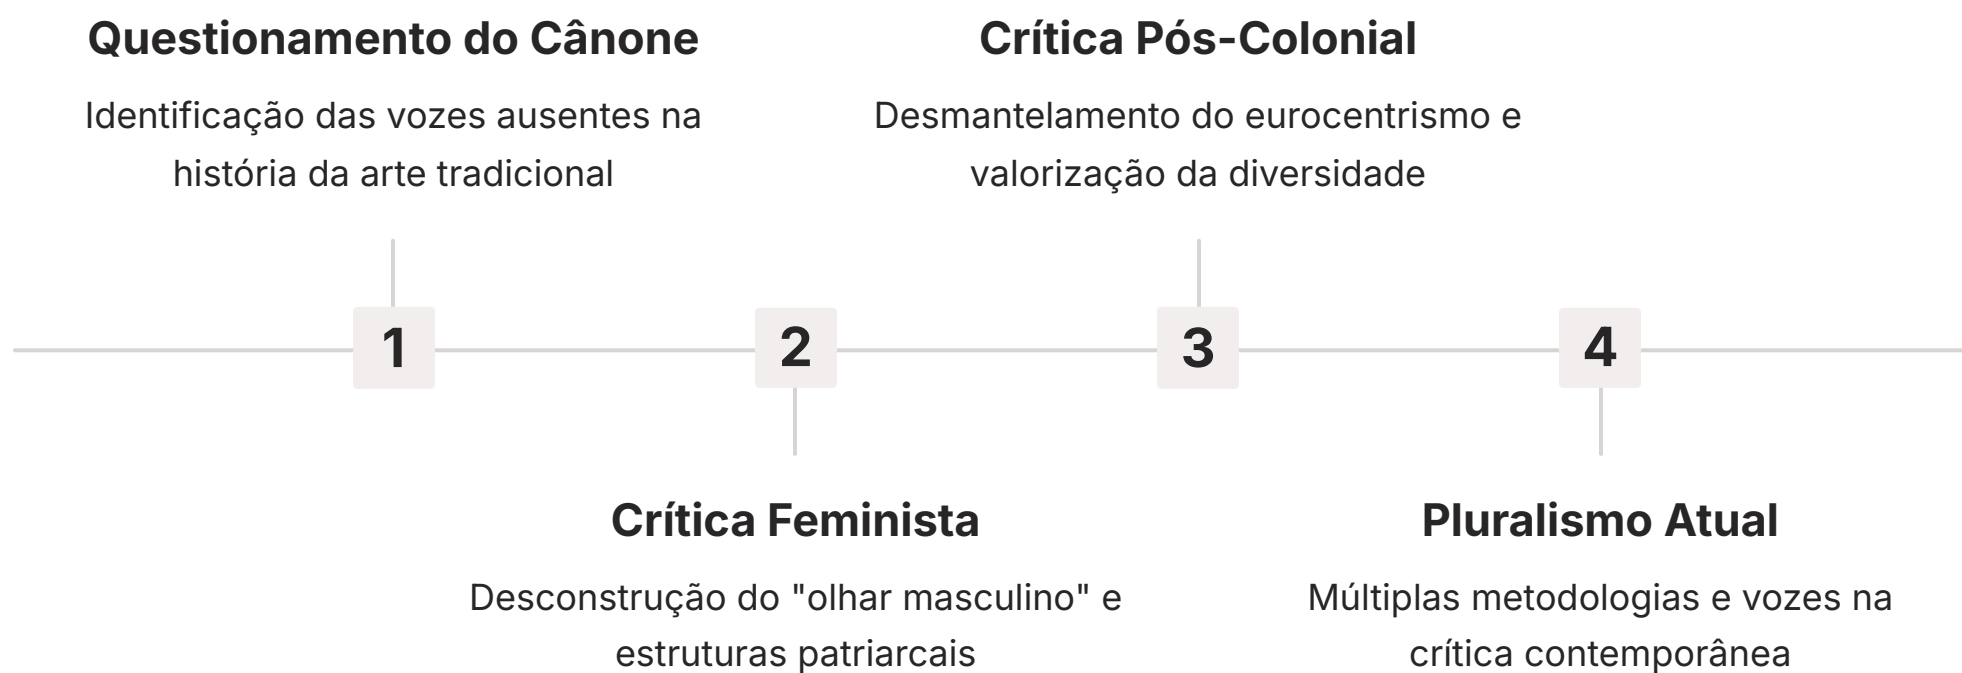 Questionamento do Cânone
Identificação das vozes ausentes na
história da arte tradicional
Crítica Pós-Colonial
Desmantelamento do eurocentrismo e
valorização da diversidade
1
2
3
4
Crítica Feminista
Desconstrução do "olhar masculino" e
estruturas patriarcais
Pluralismo Atual
Múltiplas metodologias e vozes na
crítica contemporânea